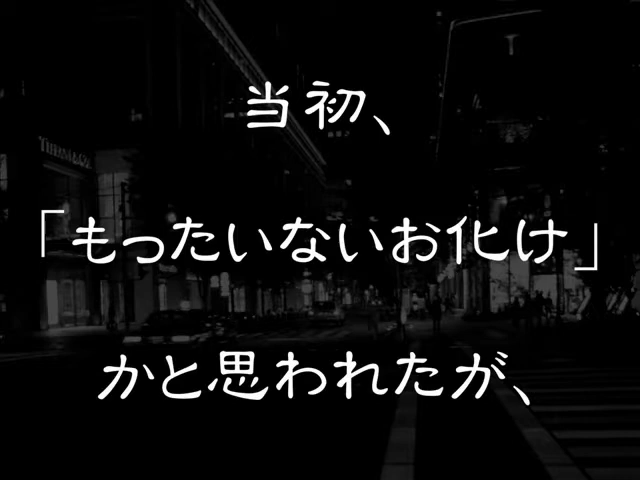 当初、
「もったいないお化け」
かと思われたが、